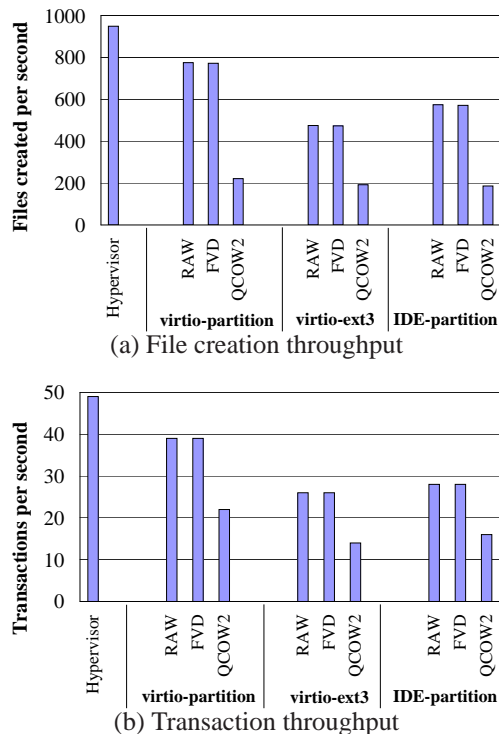 Files created per second
1000
800
600
400
200
0
Hypervisor
RAW
FVD
QCOW2
RAW
FVD
QCOW2
RAW
FVD
QCOW2
virtio-partition
virtio-ext3
IDE-partition
(a) File creation throughput
Transactions per second
50
40
30
20
10
0
Hypervisor
RAW
FVD
QCOW2
RAW
FVD
QCOW2
RAW
FVD
QCOW2
virtio-partition
virtio-ext3
IDE-partition
(b) Transaction throughput